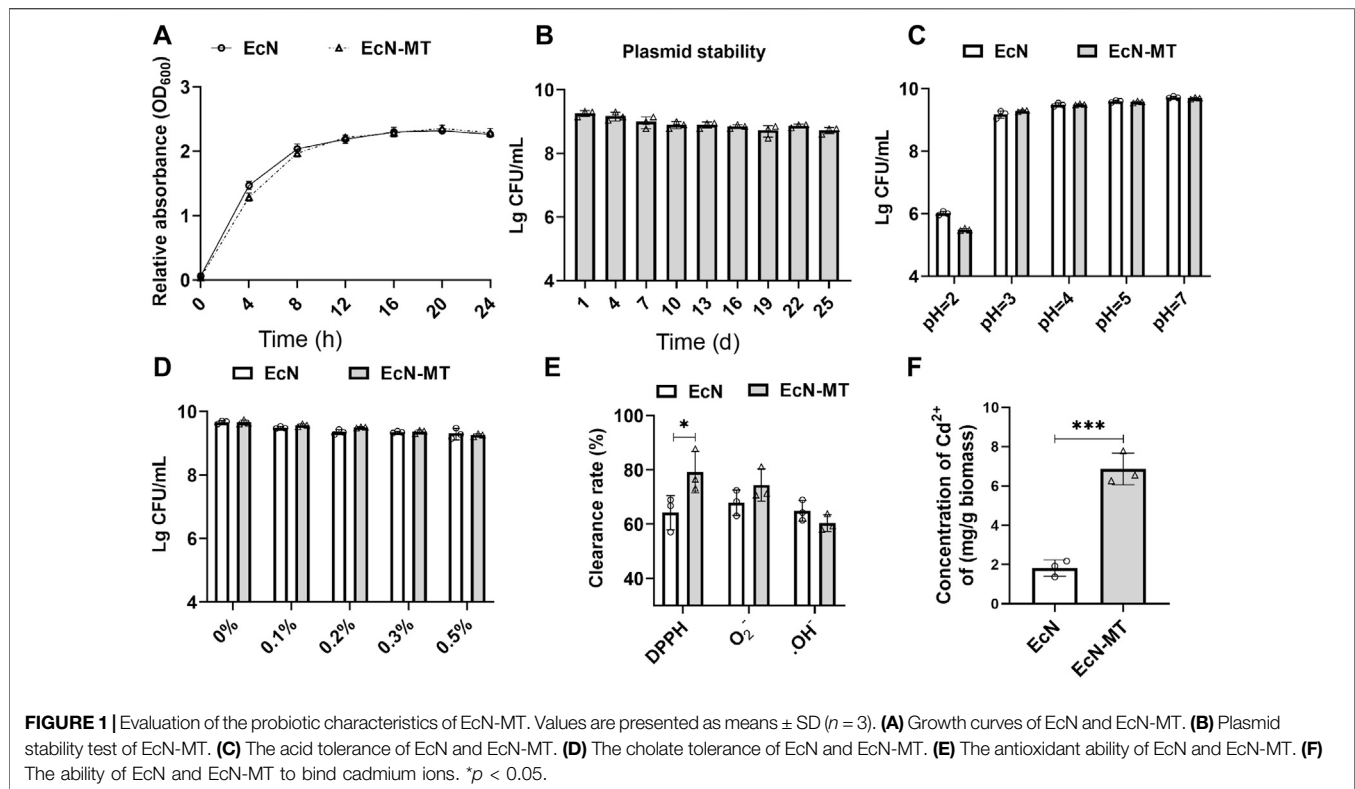 A
EcN EcN-MT
Relative absorbance (OD600)
3
2
1
0
0 4 8 12 16 20 24
Time (h)
B
Plasmid stability
Lg CFU/mL
10
8
6
4
1 4 7 10 13 16 19 22 25
Time (d)
C
EcN EcN-MT
Lg CFU/mL
10
8
6
4
pH=2 pH=3 pH=4 pH=5 pH=7
D
EcN EcN-MT
Lg CFU/mL
10
8
6
4
0% 0.1% 0.2% 0.3% 0.5%
E
EcN EcN-MT
Clearance rate (%)
100
80
60
40
*
DPPH O2- .OH-
F
Concentration of Cd2+
of (mg/g biomass)
8
6
4
2
0
***
EcN EcN-MT
FIGURE 1 | Evaluation of the probiotic characteristics of EcN-MT. Values are presented as means ± SD (n = 3). (A) Growth curves of EcN and EcN-MT. (B) Plasmid
stability test of EcN-MT. (C) The acid tolerance of EcN and EcN-MT. (D) The cholate tolerance of EcN and EcN-MT. (E) The antioxidant ability of EcN and EcN-MT. (F)
The ability of EcN and EcN-MT to bind cadmium ions. *p < 0.05.